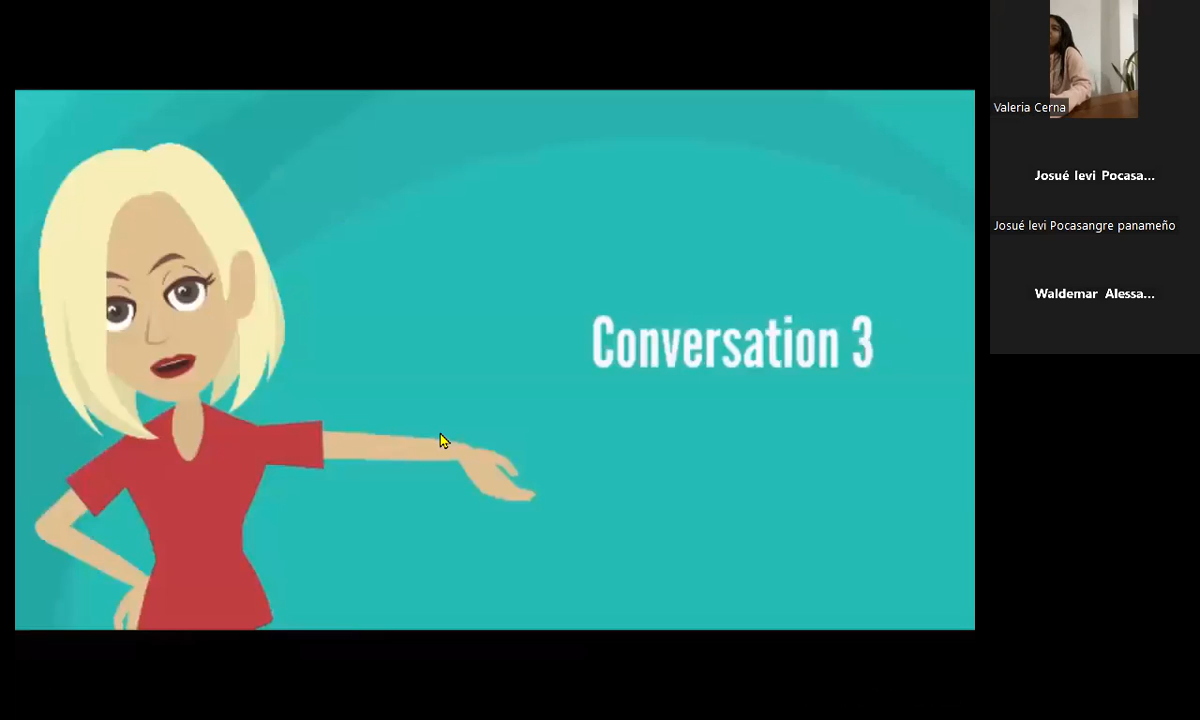 Conversation 3
Valeria Cerna
Josué levi Pocasa...
Josué levi Pocasangre panameño
Waldemar Alessa...